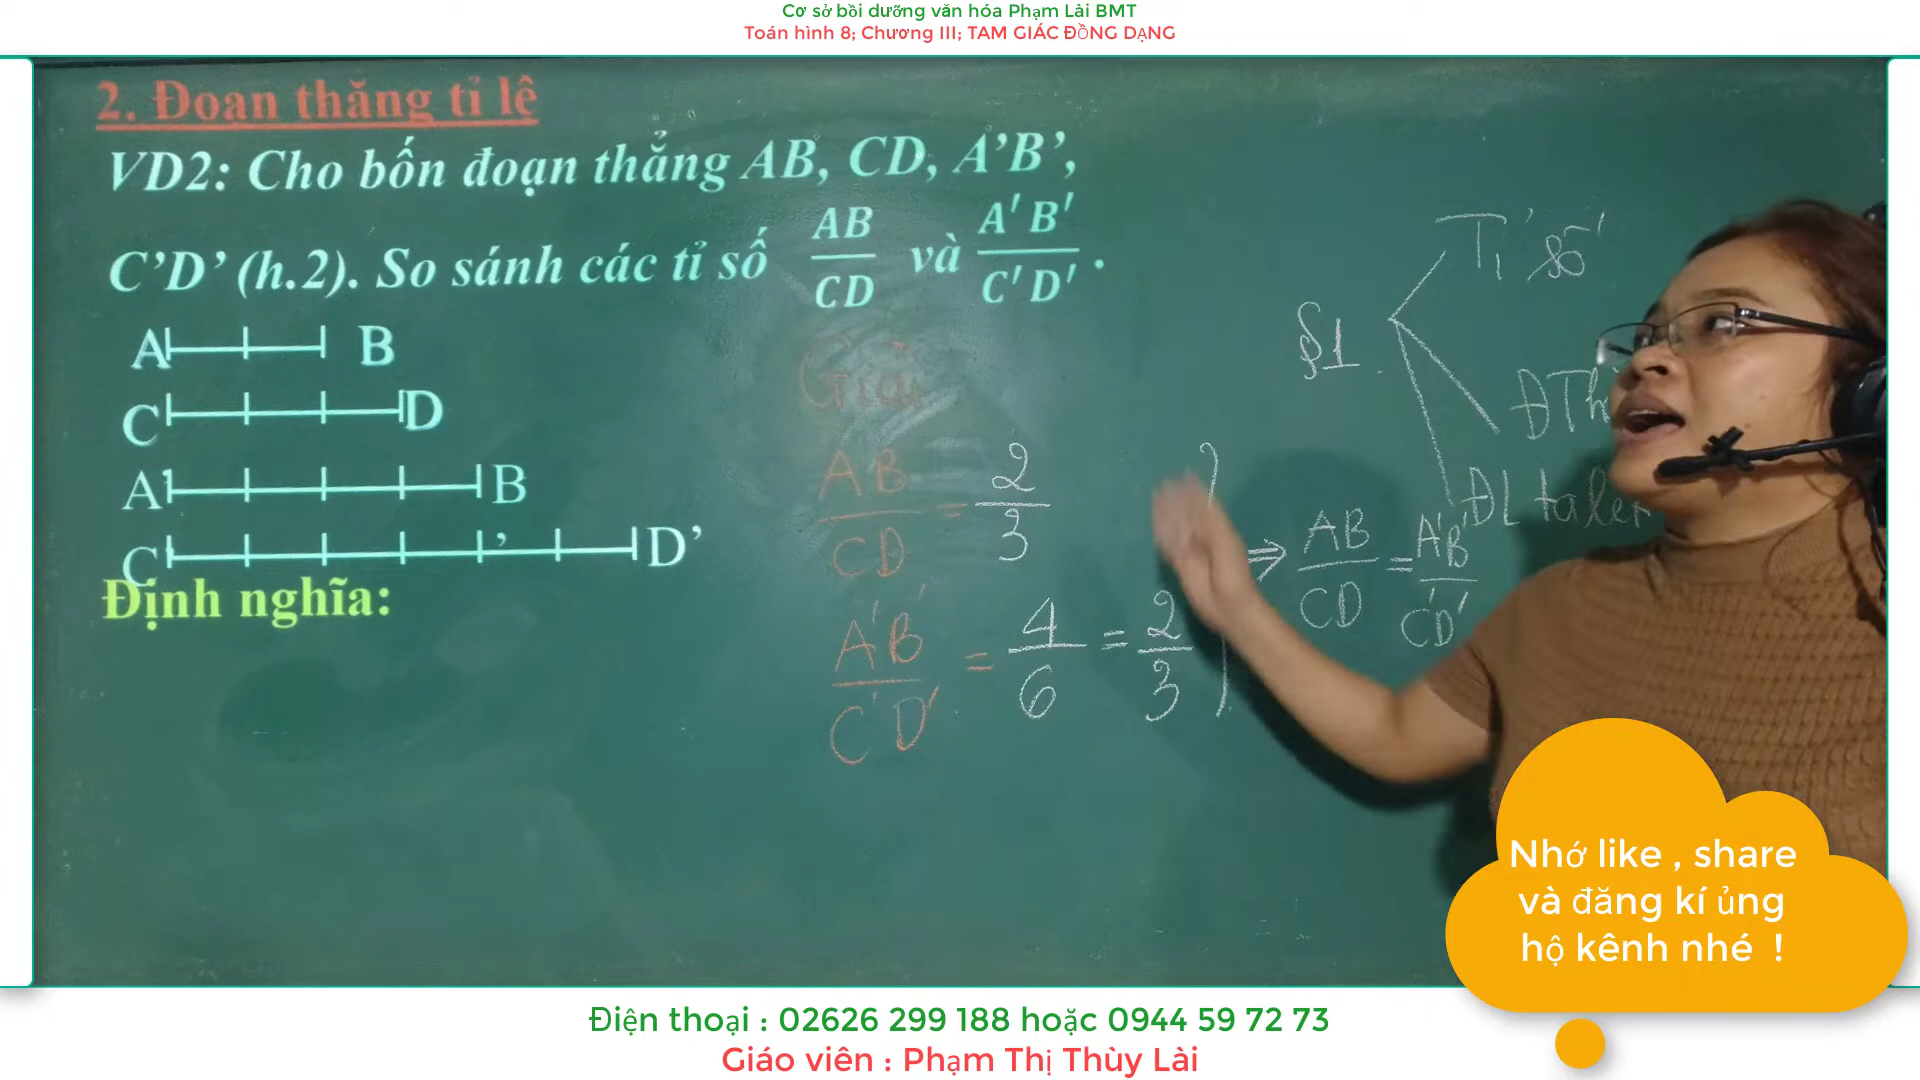 Cơ sở bồi dưỡng văn hóa Phạm Lài BMT
Toán hình 8; Chương III; TAM GIÁC ĐỒNG DẠNG
2. Đoạn thẳng tỉ lệ
VD2: Cho bốn đoạn thẳng AB, CD, A’B’,
C’D’ (h.2). So sánh các tỉ số AB/CD và A'B'/C'D' .
A B
C D
A' B
C' ’ D’
Định nghĩa:
Giải
AB/CD = 2/3
A'B'/C'D' = 4/6 = 2/3
⇒ AB/CD = A'B'/C'D'
§1.
Tỉ số
ĐTh
ĐL talet
Nhớ like , share
và đăng kí ủng
hộ kênh nhé !
Điện thoại : 02626 299 188 hoặc 0944 59 72 73
Giáo viên : Phạm Thị Thùy Lài